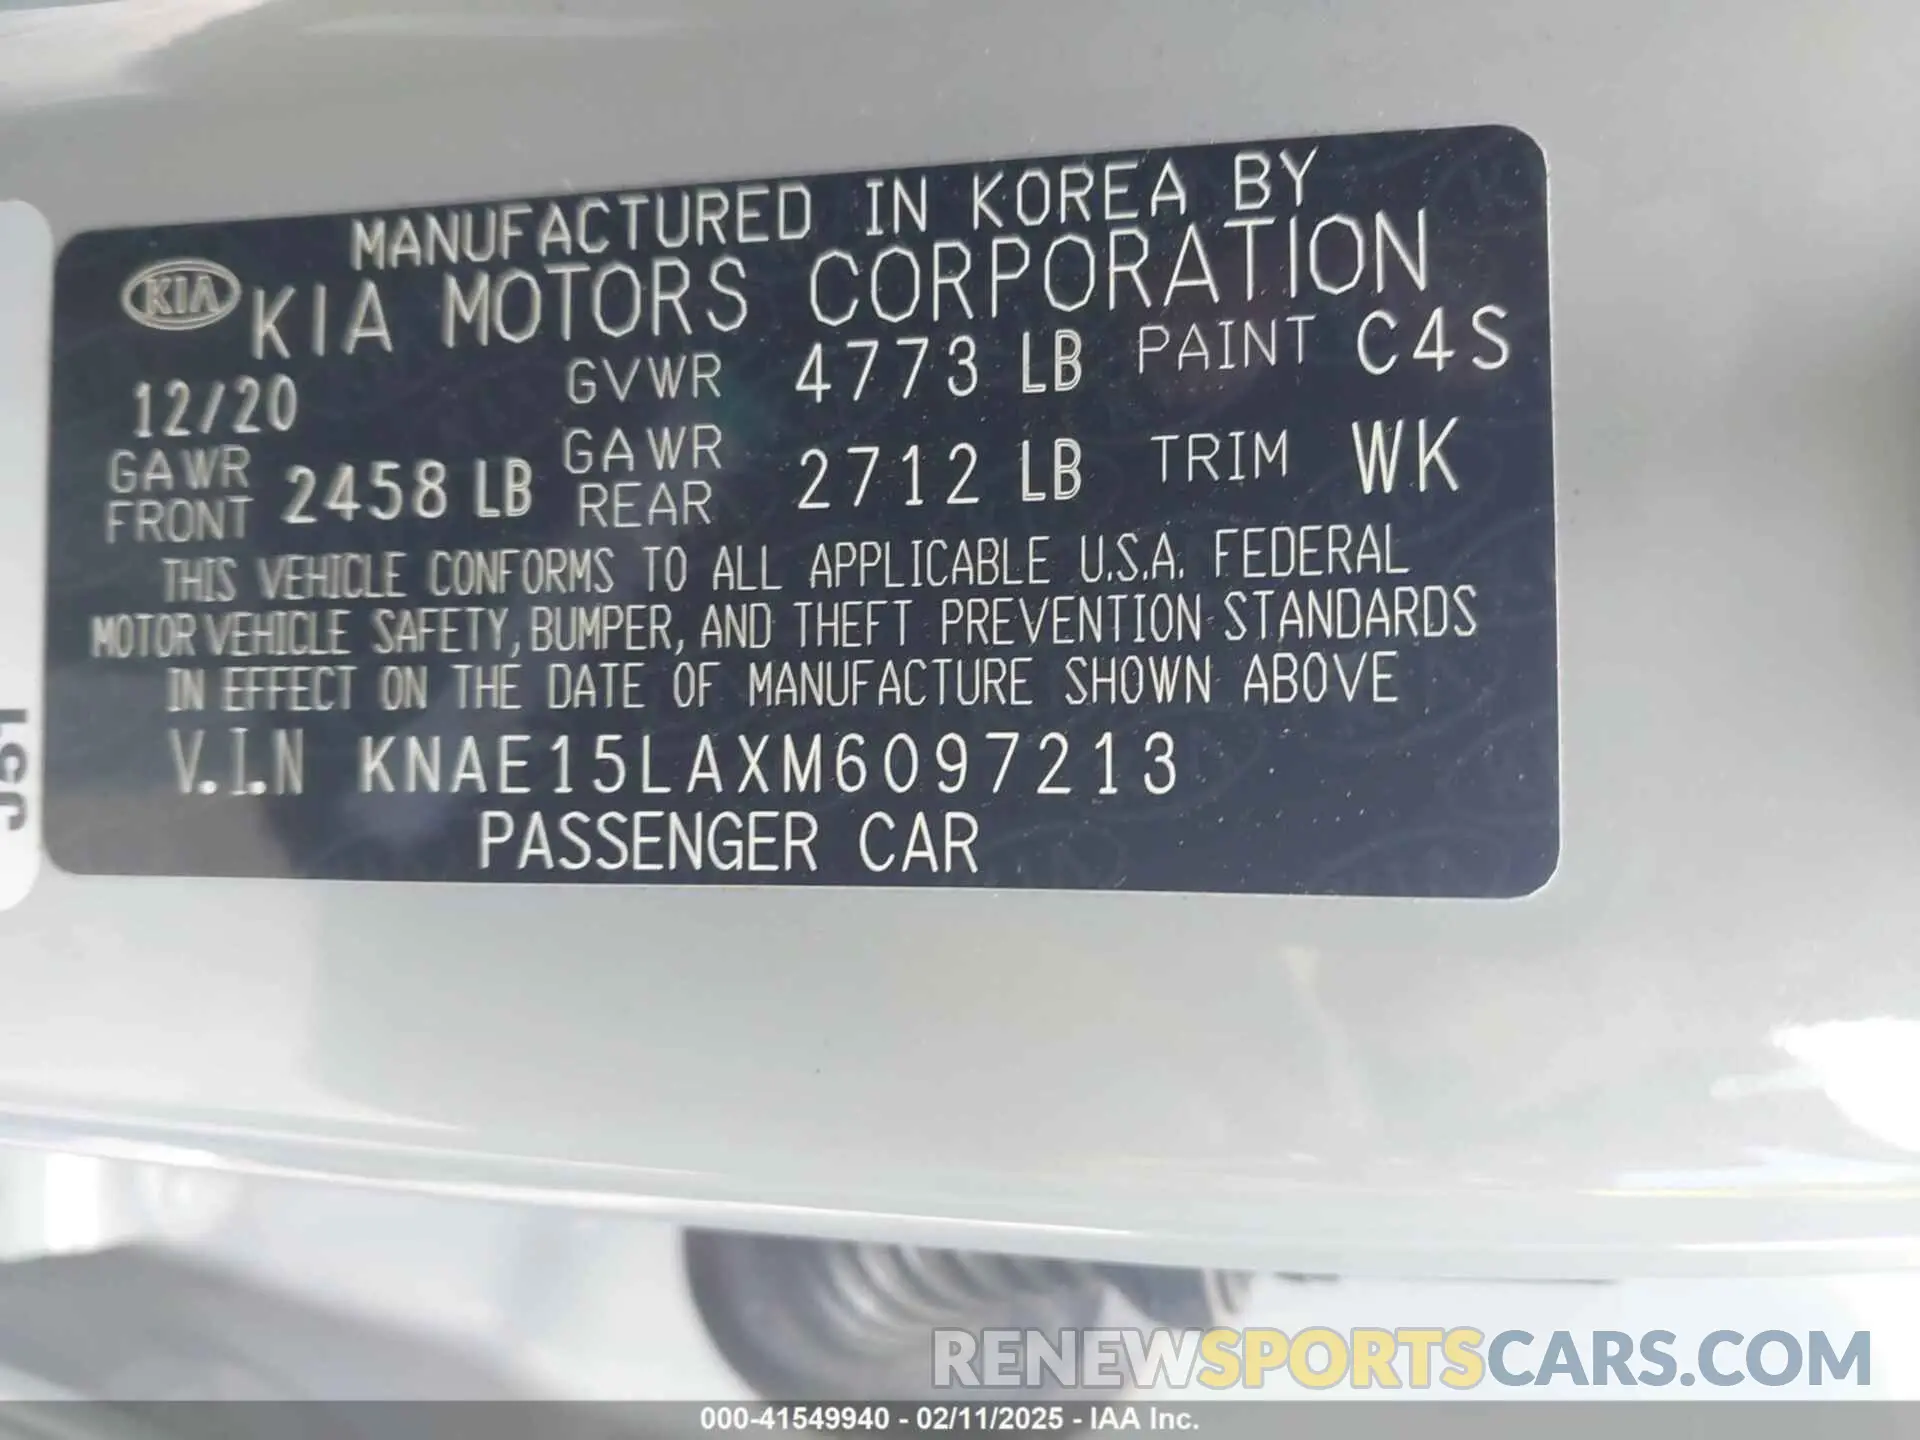 MANUFACTURED IN KOREA BY
KIA KIA MOTORS CORPORATION
12/20 GVWR 4773 LB PAINT C4S
GAWR FRONT 2458 LB GAWR REAR 2712 LB TRIM WK
THIS VEHICLE CONFORMS TO ALL APPLICABLE U.S.A. FEDERAL
MOTOR VEHICLE SAFETY, BUMPER, AND THEFT PREVENTION STANDARDS
IN EFFECT ON THE DATE OF MANUFACTURE SHOWN ABOVE
V.I.N KNAE15LAXM6097213
PASSENGER CAR
RENEWSPORTSCARS.COM
000-41549940 - 02/11/2025 - IAA Inc.